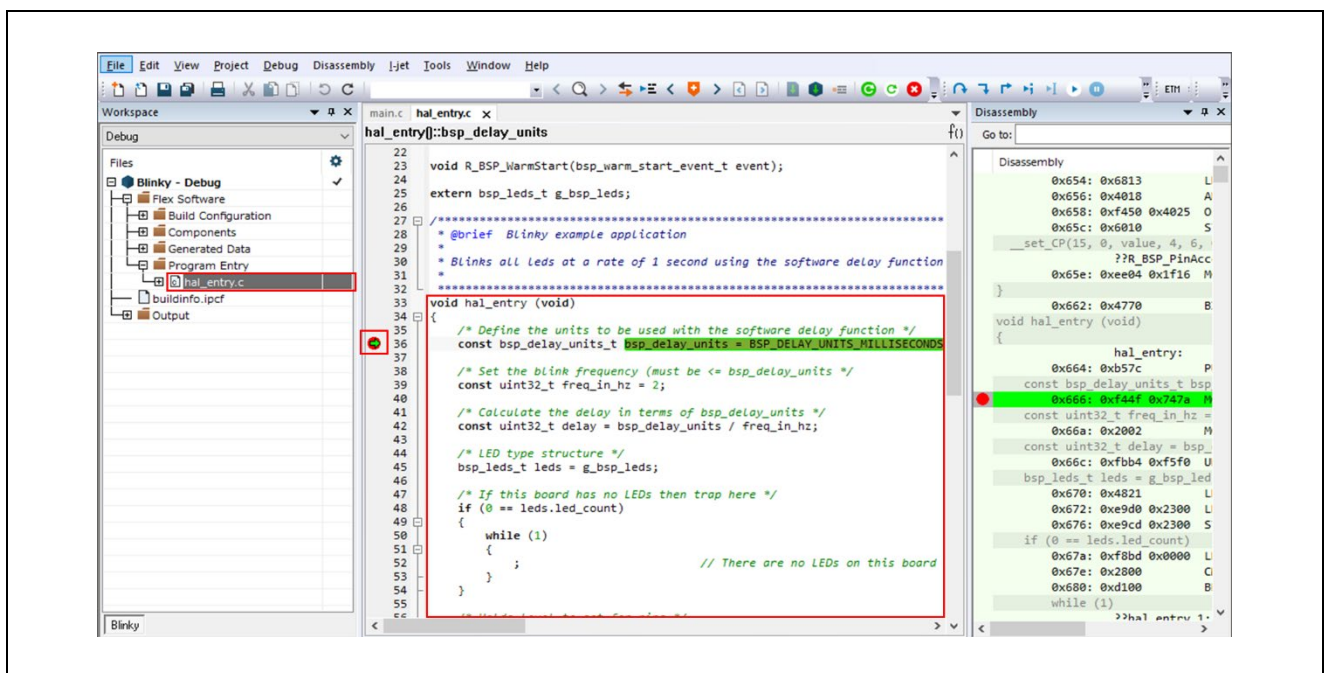 File Edit View Project Debug Disassembly I-jet Tools Window Help
ETM
Workspace
Debug
Files
Blinky - Debug
Flex Software
Build Configuration
Components
Generated Data
Program Entry
hal_entry.c
buildinfo.ipcf
Output
Blinky
main.c hal_entry.c x
hal_entry()::bsp_delay_units f()
22
23 void R_BSP_WarmStart(bsp_warm_start_event_t event);
24
25 extern bsp_leds_t g_bsp_leds;
26
27 /*********************************************************************
28 * @brief Blinky example application
29 *
30 * Blinks all leds at a rate of 1 second using the software delay function
31 *
32 *********************************************************************
33 void hal_entry (void)
34 {
35 /* Define the units to be used with the software delay function */
36 const bsp_delay_units_t bsp_delay_units = BSP_DELAY_UNITS_MILLISECONDS
37
38 /* Set the blink frequency (must be <= bsp_delay_units */
39 const uint32_t freq_in_hz = 2;
40
41 /* Calculate the delay in terms of bsp_delay_units */
42 const uint32_t delay = bsp_delay_units / freq_in_hz;
43
44 /* LED type structure */
45 bsp_leds_t leds = g_bsp_leds;
46
47 /* If this board has no LEDs then trap here */
48 if (0 == leds.led_count)
49 {
50 while (1)
51 {
52 ; // There are no LEDs on this board
53 }
54 }
55
Disassembly
Go to:
Disassembly
0x654: 0x6813
0x656: 0x4018
0x658: 0xf450 0x4025
0x65c: 0x6010
__set_CP(15, 0, value, 4, 6,
??R_BSP_PinAcc
0x65e: 0xee04 0x1f16
}
0x662: 0x4770
void hal_entry (void)
{
hal_entry:
0x664: 0xb57c
const bsp_delay_units_t bsp
0x666: 0xf44f 0x747a
const uint32_t freq_in_hz =
0x66a: 0x2002
const uint32_t delay = bsp_
0x66c: 0xfbb4 0xf5f0
bsp_leds_t leds = g_bsp_led
0x670: 0x4821
0x672: 0xe9d0 0x2300
0x676: 0xe9cd 0x2300
if (0 == leds.led_count)
0x67a: 0xf8bd 0x0000
0x67e: 0x2800
0x680: 0xd100
while (1)
??hal_entry_1: